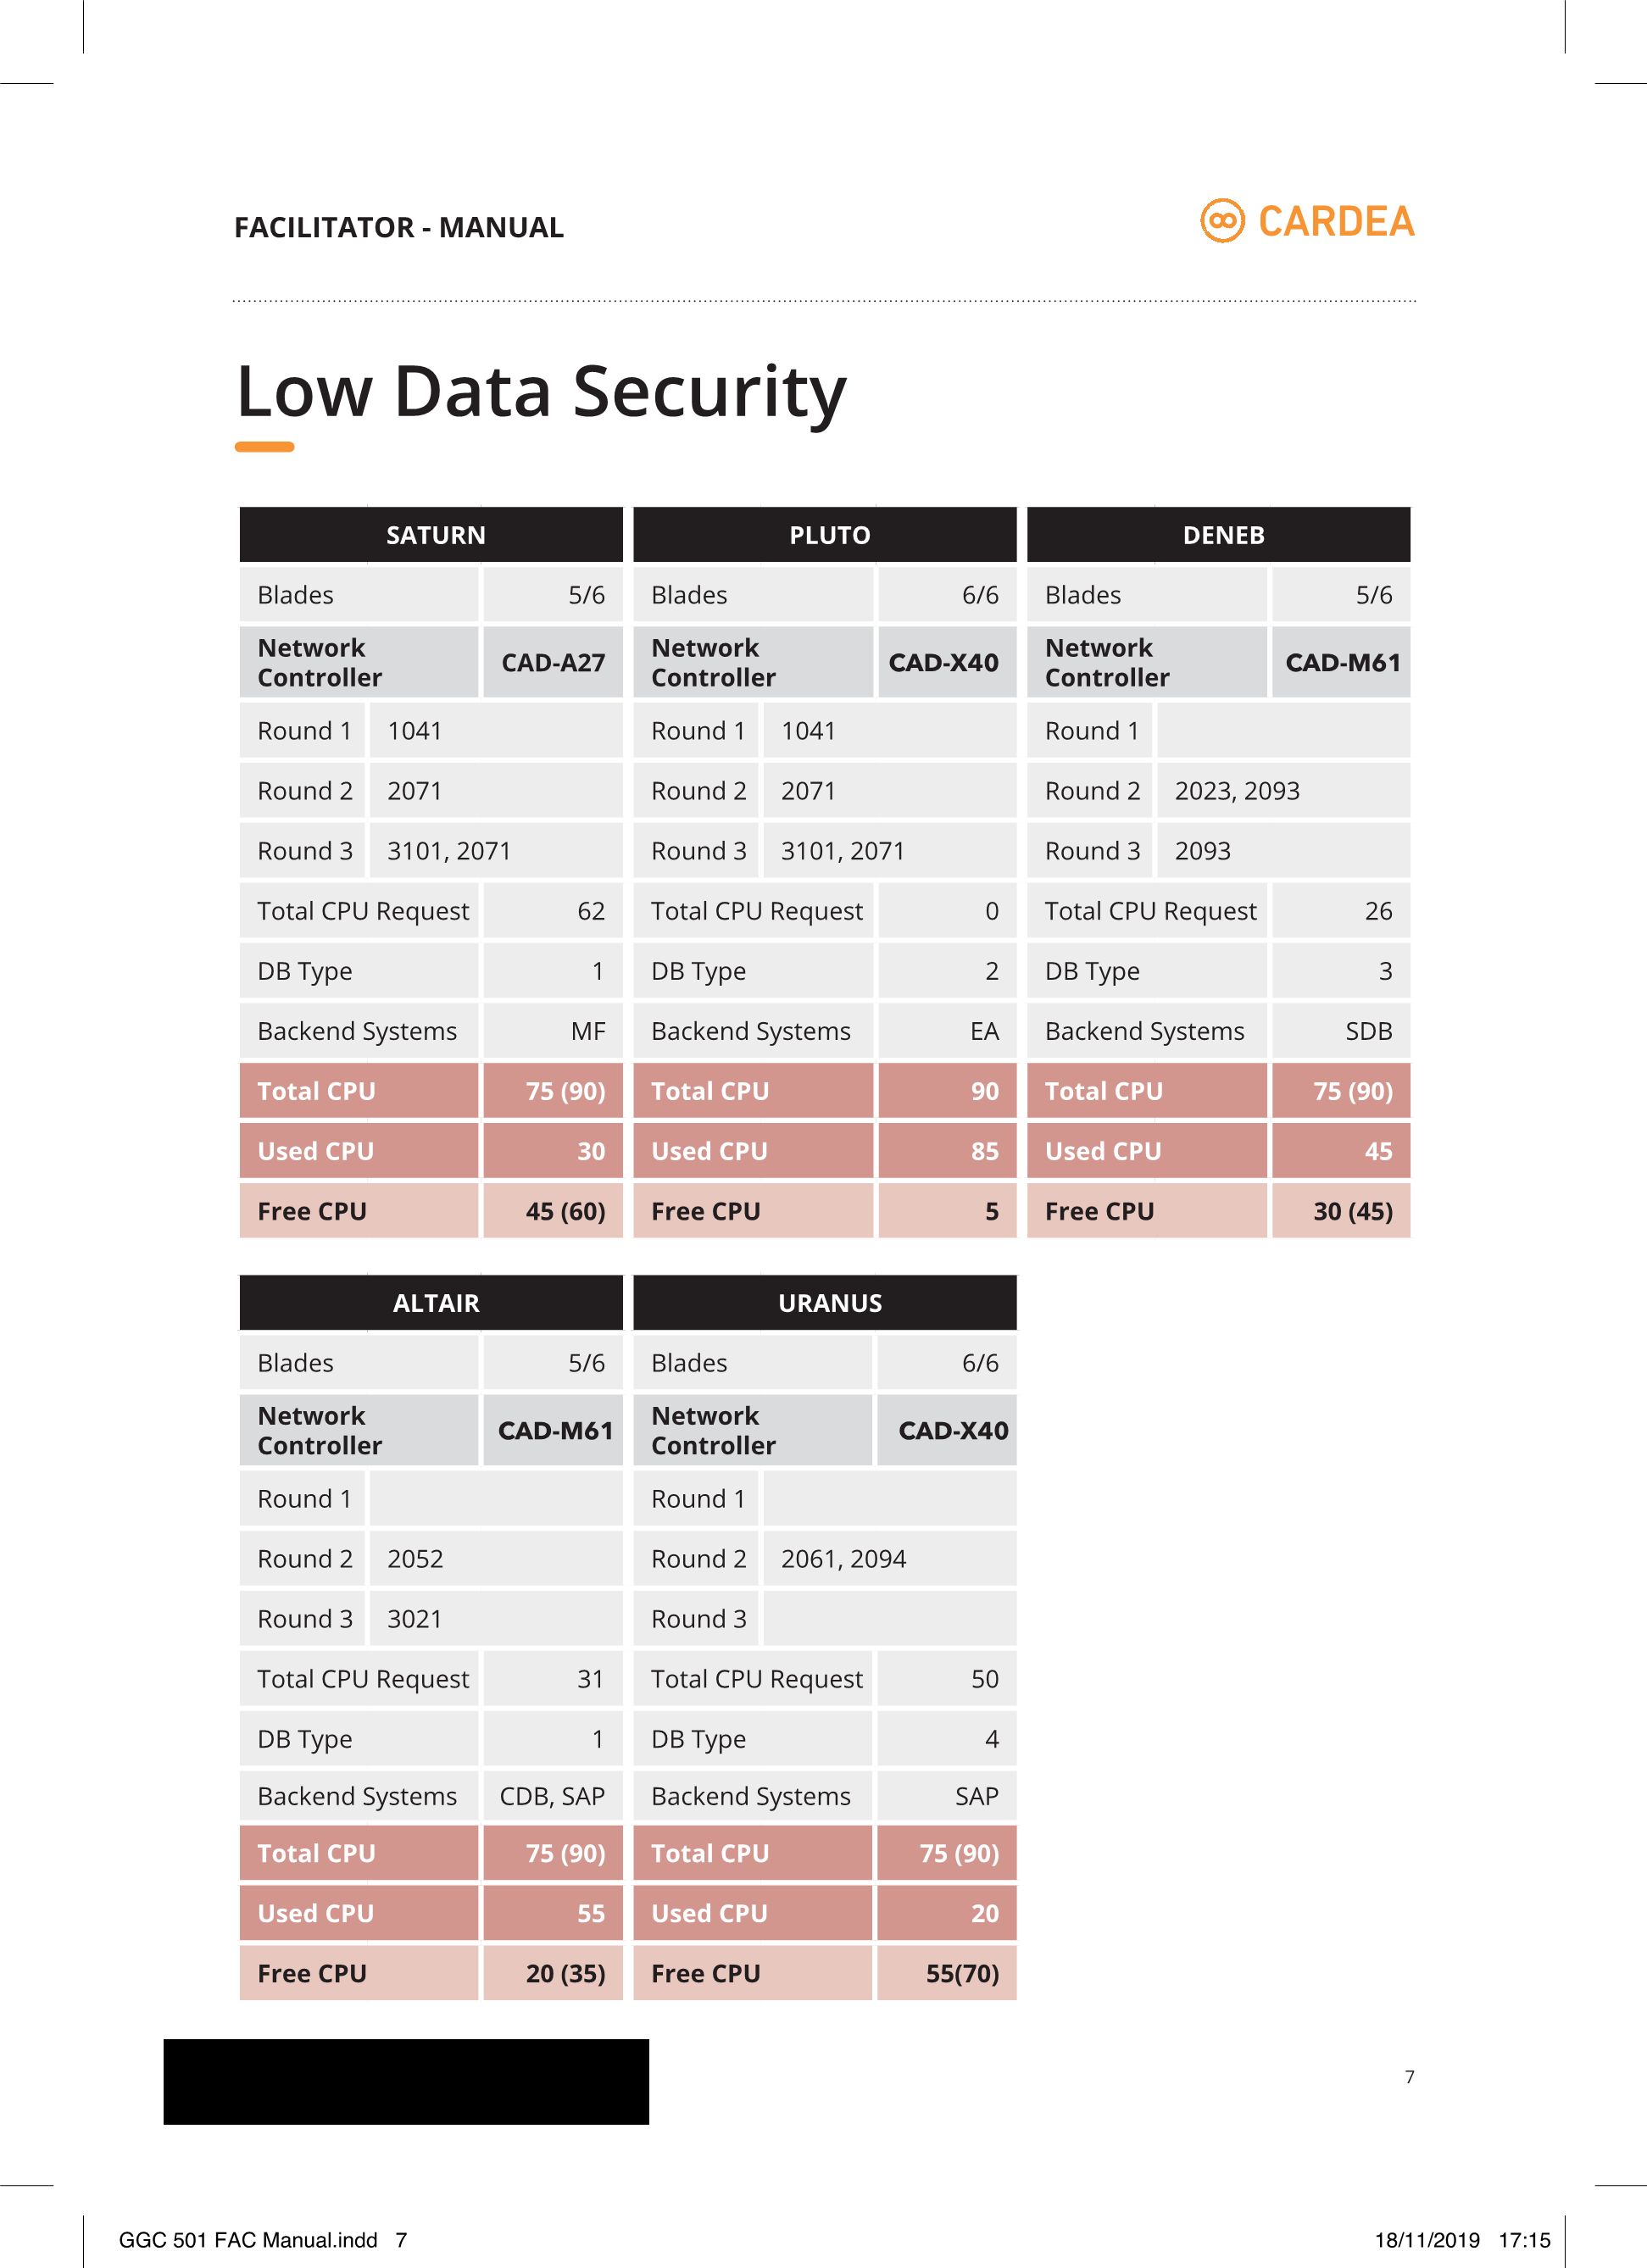 FACILITATOR - MANUAL
CARDEA
Low Data Security
SATURN
Blades 5/6
Network Controller CAD-A27
Round 1 1041
Round 2 2071
Round 3 3101, 2071
Total CPU Request 62
DB Type 1
Backend Systems MF
Total CPU 75 (90)
Used CPU 30
Free CPU 45 (60)
PLUTO
Blades 6/6
Network Controller CAD-X40
Round 1 1041
Round 2 2071
Round 3 3101, 2071
Total CPU Request 0
DB Type 2
Backend Systems EA
Total CPU 90
Used CPU 85
Free CPU 5
DENEB
Blades 5/6
Network Controller CAD-M61
Round 1
Round 2 2023, 2093
Round 3 2093
Total CPU Request 26
DB Type 3
Backend Systems SDB
Total CPU 75 (90)
Used CPU 45
Free CPU 30 (45)
ALTAIR
Blades 5/6
Network Controller CAD-M61
Round 1
Round 2 2052
Round 3 3021
Total CPU Request 31
DB Type 1
Backend Systems CDB, SAP
Total CPU 75 (90)
Used CPU 55
Free CPU 20 (35)
URANUS
Blades 6/6
Network Controller CAD-X40
Round 1
Round 2 2061, 2094
Round 3
Total CPU Request 50
DB Type 4
Backend Systems SAP
Total CPU 75 (90)
Used CPU 20
Free CPU 55(70)
7
GGC 501 FAC Manual.indd 7
18/11/2019 17:15